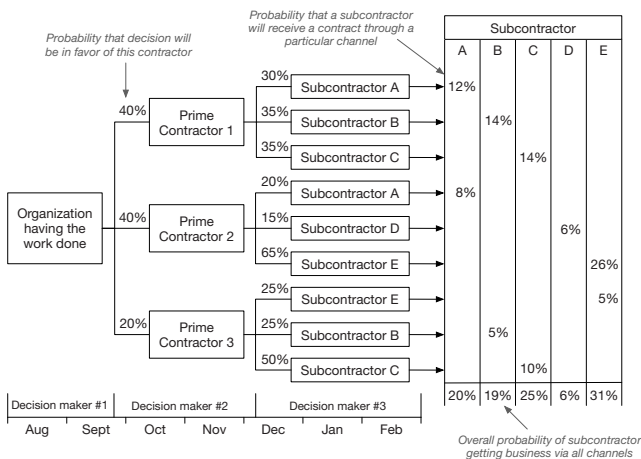 Probability that decision will
be in favor of this contractor
Probability that a subcontractor
will receive a contract through a
particular channel
Subcontractor
A B C D E
30% Subcontractor A 12%
40% Prime
Contractor 1
35% Subcontractor B 14%
35% Subcontractor C 14%
20% Subcontractor A 8%
Organization
having the
work done
40% Prime
Contractor 2
15% Subcontractor D 6%
65% Subcontractor E 26%
25% Subcontractor E 5%
20% Prime
Contractor 3
25% Subcontractor B 5%
50% Subcontractor C 10%
20% 19% 25% 6% 31%
Decision maker #1 Decision maker #2 Decision maker #3
Aug Sept Oct Nov Dec Jan Feb
Overall probability of subcontractor
getting business via all channels